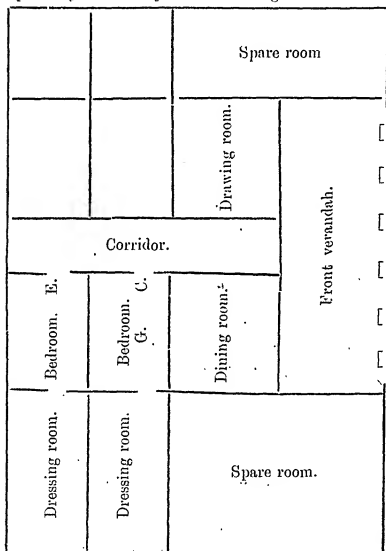 Spare room
Drawing room.
Front verandah.
Corridor.
Bedroom. E.
Bedroom. C.
G.
Dining room.
Dressing room.
Dressing room.
Spare room.